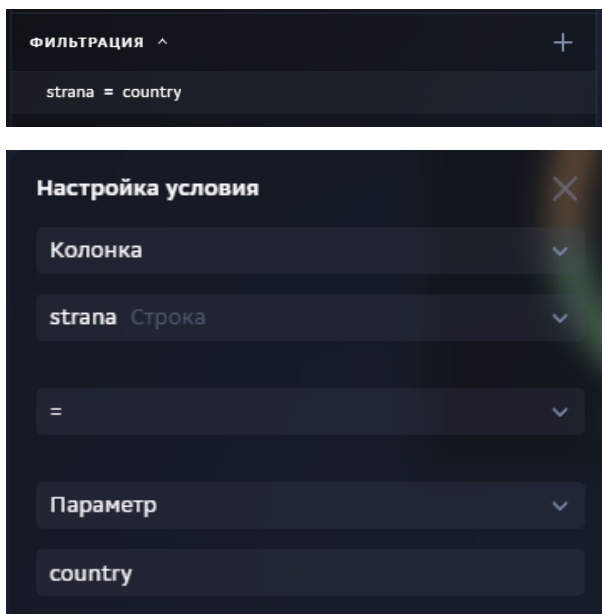 ФИЛЬТРАЦИЯ
strana = country
Настройка условия
Колонка
strana Строка
=
Параметр
country